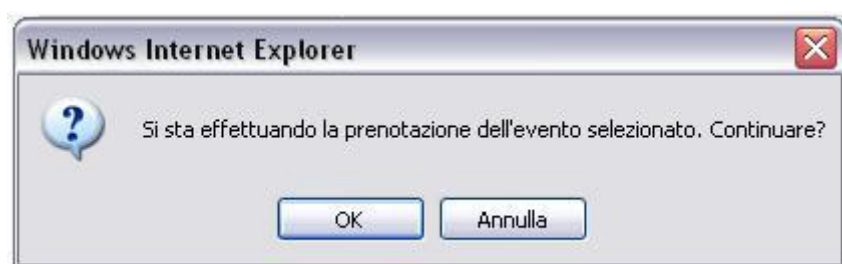 Windows Internet Explorer
?
Si sta effettuando la prenotazione dell'evento selezionato. Continuare?
OK Annulla